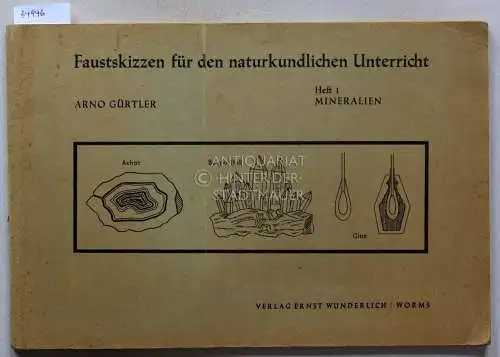 34996
Faustskizzen für den naturkundlichen Unterricht
ARNO GÜRTLER
Heft 1
MINERALIEN
Achat
ANTIQUARIAT
HINTER·DER·
STADTMAUER
VERLAG ERNST WUNDERLICH / WORMS